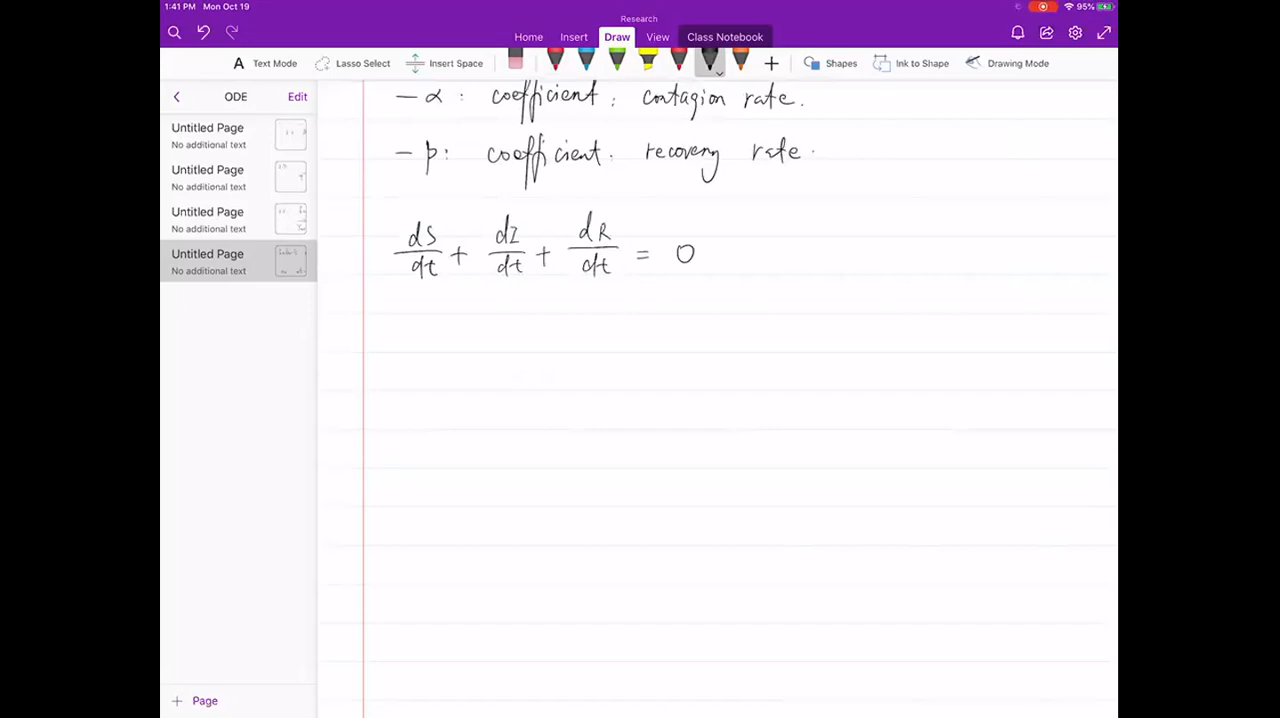 1:41 PM Mon Oct 19
95%
Research
Home Insert Draw View Class Notebook
A Text Mode Lasso Select Insert Space Shapes Ink to Shape Drawing Mode
ODE Edit
Untitled Page
No additional text
Untitled Page
No additional text
Untitled Page
No additional text
Untitled Page
No additional text
+ Page
— α : coefficient. contagion rate.
— p: coefficient. recovery rate.
dS/dt + dI/dt + dR/dt = 0